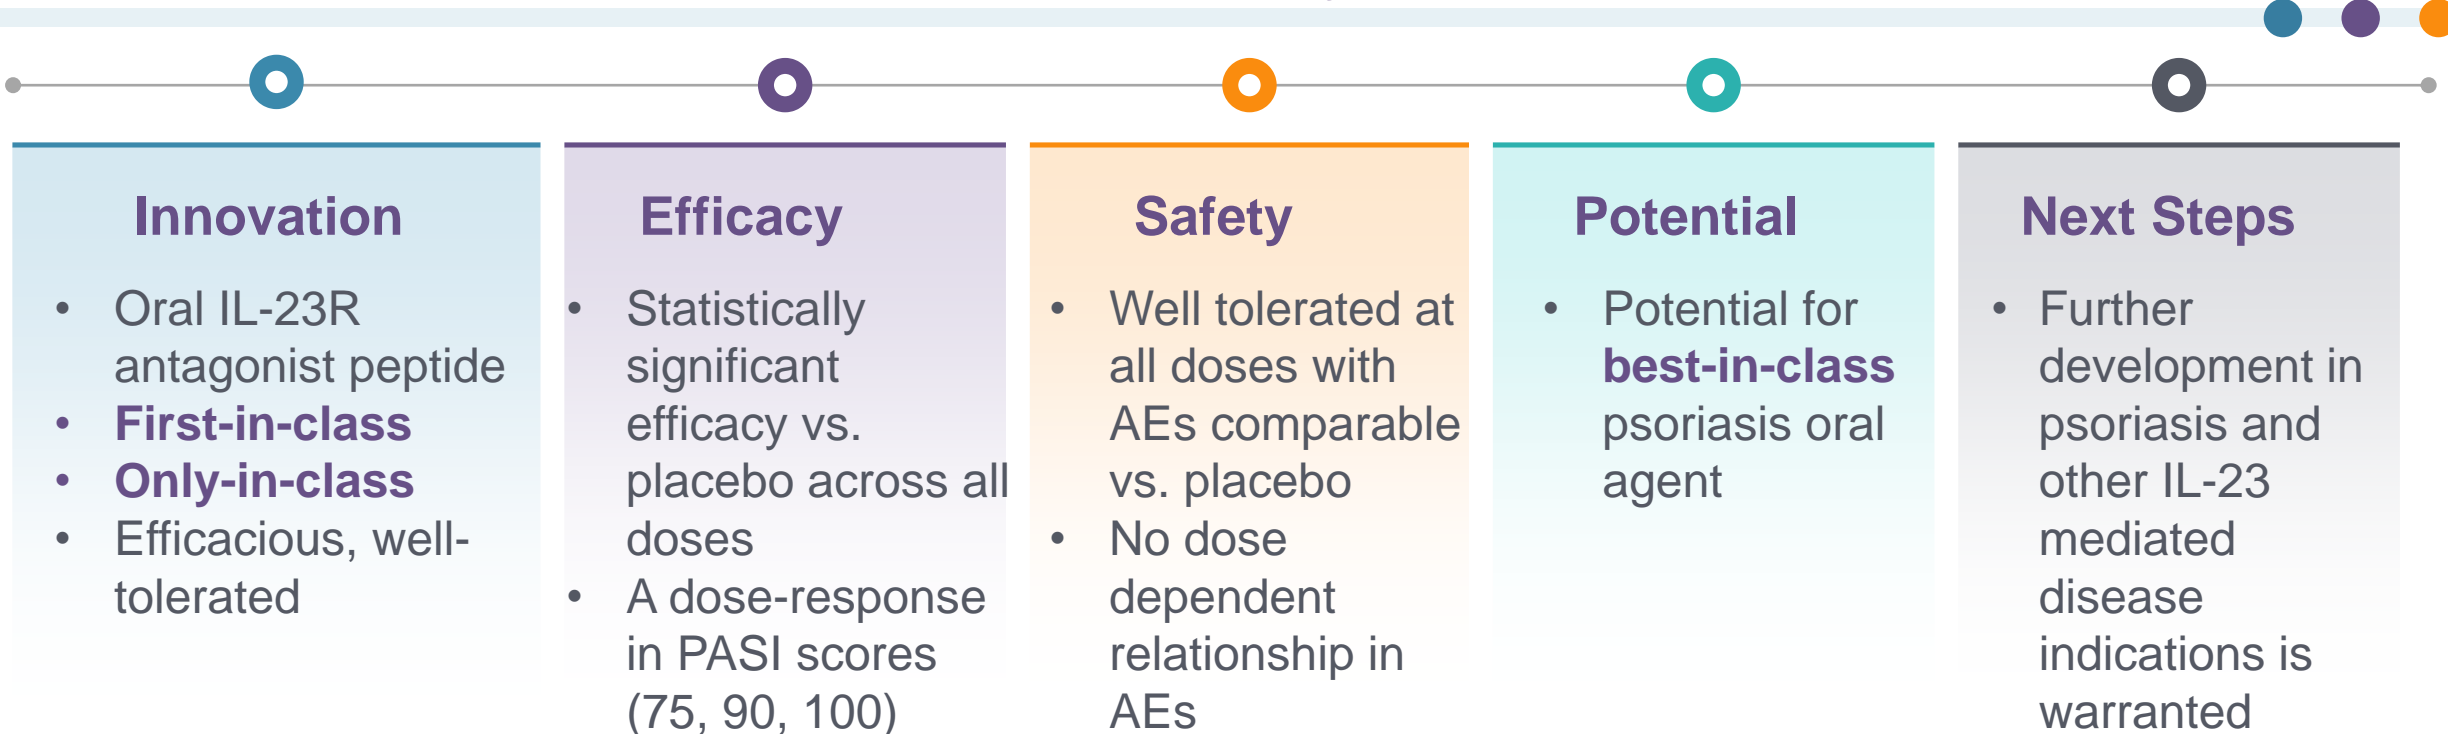 Innovation
• Oral IL-23R
antagonist peptide
• First-in-class
• Only-in-class
• Efficacious, well-
tolerated
Efficacy
• Statistically
significant
efficacy vs.
placebo across all
doses
• A dose-response
in PASI scores
(75, 90, 100)
Safety
• Well tolerated at
all doses with
AEs comparable
vs. placebo
• No dose
dependent
relationship in
AEs
Potential
• Potential for
best-in-class
psoriasis oral
agent
Next Steps
• Further
development in
psoriasis and
other IL-23
mediated
disease
indications is
warranted